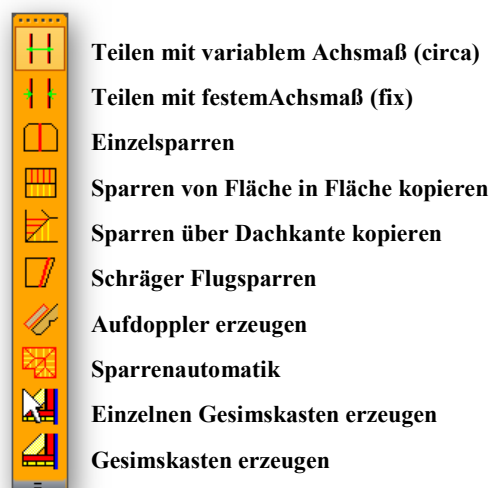 Teilen mit variablem Achsmaß (circa)
Teilen mit festemAchsmaß (fix)
Einzelsparren
Sparren von Fläche in Fläche kopieren
Sparren über Dachkante kopieren
Schräger Flugsparren
Aufdoppler erzeugen
Sparrenautomatik
Einzelnen Gesimskasten erzeugen
Gesimskasten erzeugen